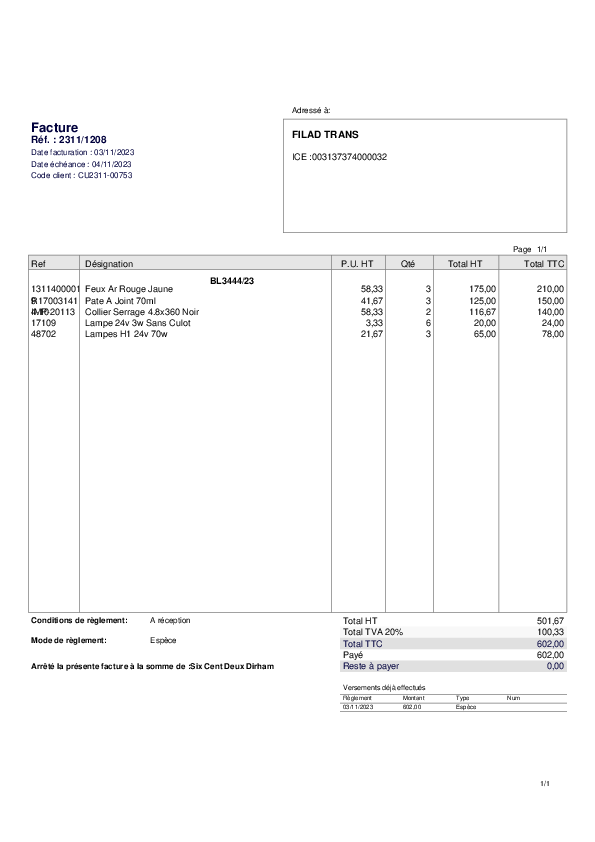 Adressé à:
Facture
Réf. : 2311/1208
Date facturation : 03/11/2023
Date échéance : 04/11/2023
Code client : CU2311-00753
FILAD TRANS
ICE :003137374000032
Page 1/1
Ref Désignation P.U. HT Qté Total HT Total TTC
BL3444/23
1311400001 Feux Ar Rouge Jaune 58,33 3 175,00 210,00
R17003141 Pate A Joint 70ml 41,67 3 125,00 150,00
20113 Collier Serrage 4.8x360 Noir 58,33 2 116,67 140,00
17109 Lampe 24v 3w Sans Culot 3,33 6 20,00 24,00
48702 Lampes H1 24v 70w 21,67 3 65,00 78,00
Conditions de règlement: A réception
Mode de règlement: Espèce
Arrêté la présente facture à la somme de :Six Cent Deux Dirham
Total HT 501,67
Total TVA 20% 100,33
Total TTC 602,00
Payé 602,00
Reste à payer 0,00
Versements déjà effectués
Règlement Montant Type Num
03/11/2023 602,00 Espèce
1/1